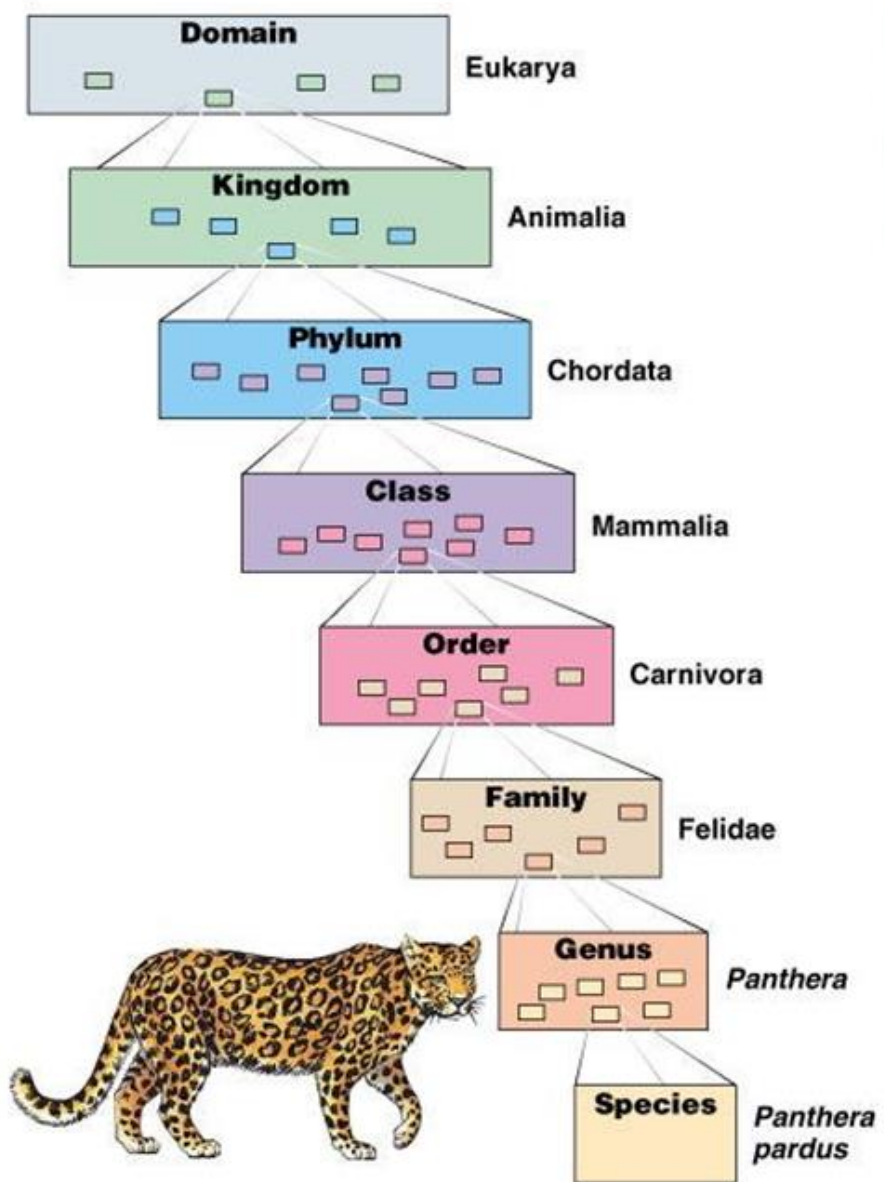 Domain
Eukarya
Kingdom
Animalia
Phylum
Chordata
Class
Mammalia
Order
Carnivora
Family
Felidae
Genus
Panthera
Species
Panthera
pardus